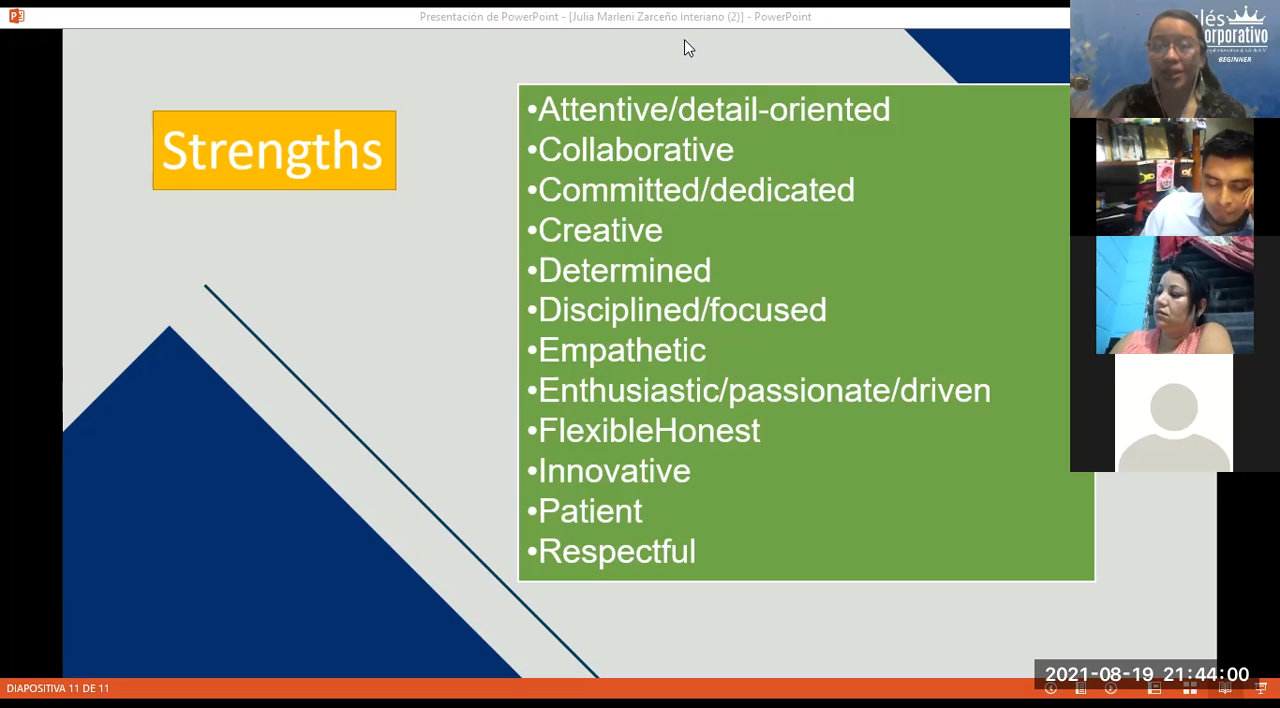 Presentación de PowerPoint - [Julia Marleni Zarceño Interiano (2)] - PowerPoint
Strengths
•Attentive/detail-oriented
•Collaborative
•Committed/dedicated
•Creative
•Determined
•Disciplined/focused
•Empathetic
•Enthusiastic/passionate/driven
•FlexibleHonest
•Innovative
•Patient
•Respectful
BEGINNER
2021-08-19 21:44:00
DIAPOSITIVA 11 DE 11